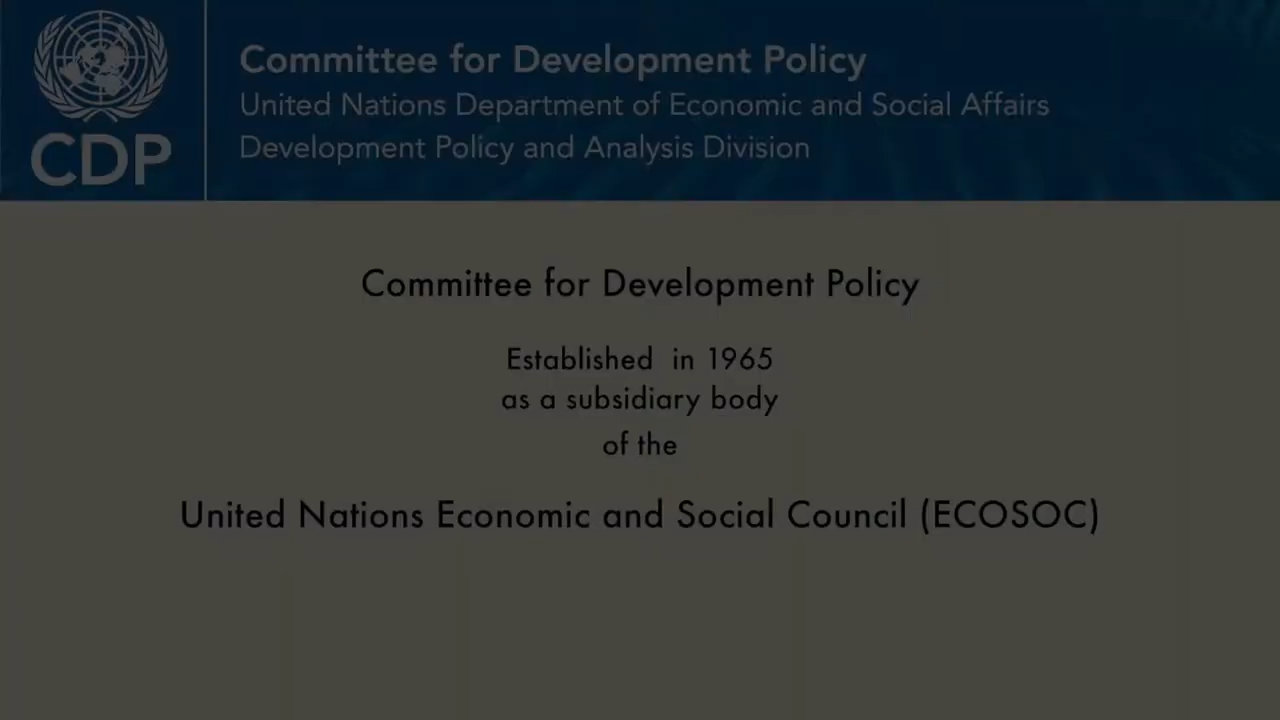 CDP
Committee for Development Policy
United Nations Department of Economic and Social Affairs
Development Policy and Analysis Division
Committee for Development Policy
Established in 1965
as a subsidiary body
of the
United Nations Economic and Social Council (ECOSOC)